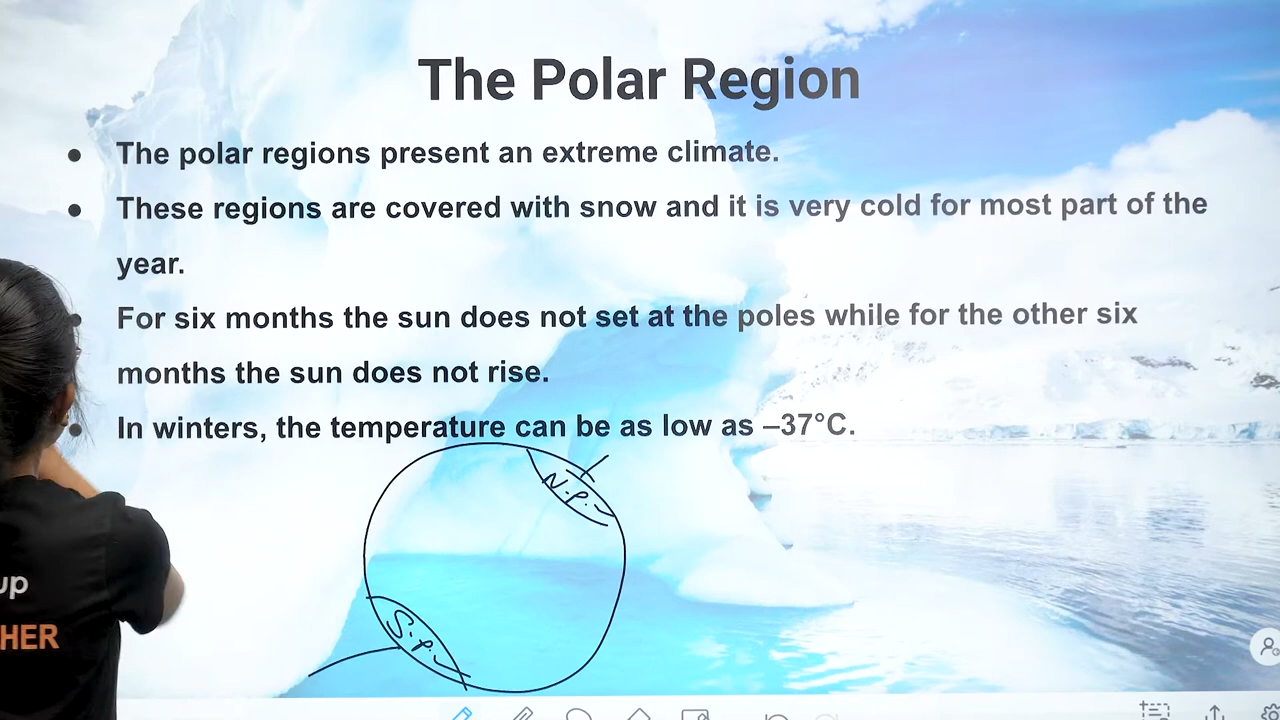 The Polar Region
● The polar regions present an extreme climate.
● These regions are covered with snow and it is very cold for most part of the
year.
● For six months the sun does not set at the poles while for the other six
months the sun does not rise.
● In winters, the temperature can be as low as –37°C.
N.P.
S.P.
up
HER